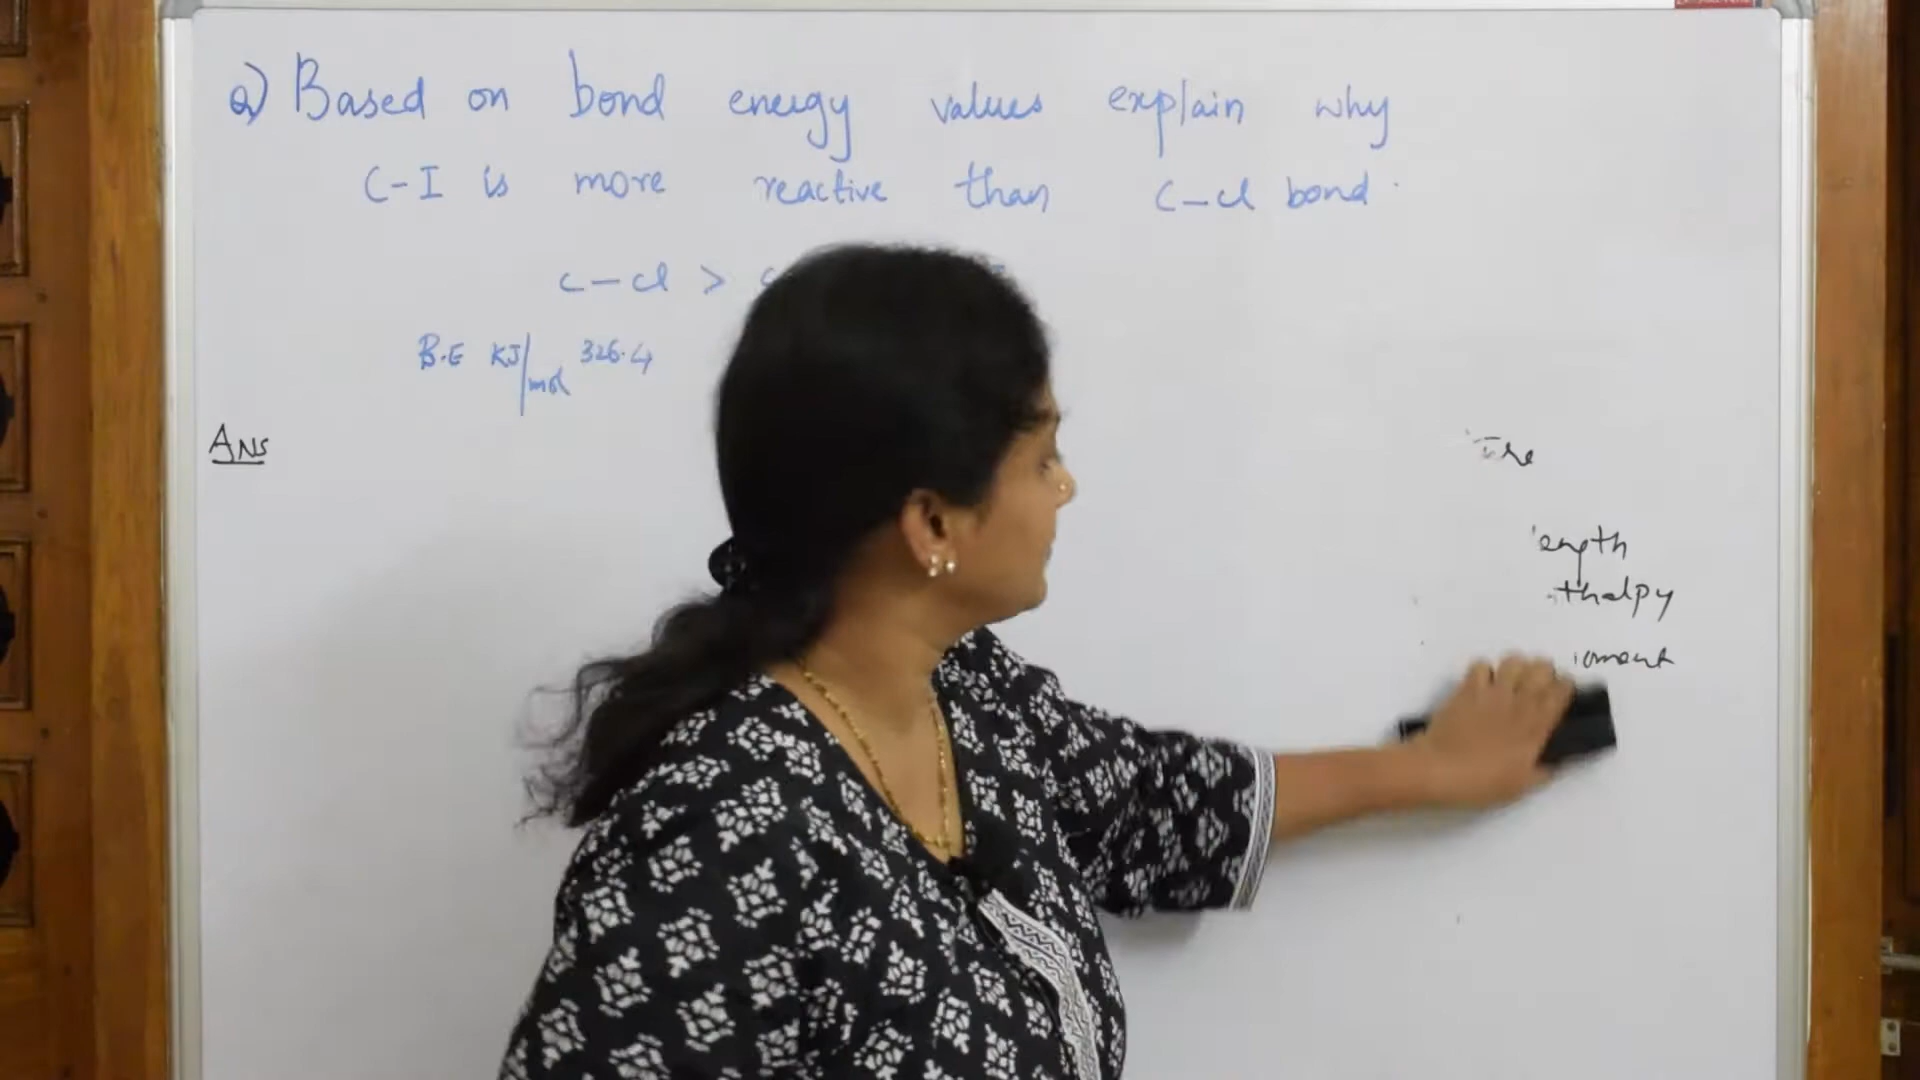 Q) Based on bond energy values explain why
C-I is more reactive than C-Cl bond.
C-Cl > C
B.E KJ/mol 326.4
Ans
ength
thalpy
oment